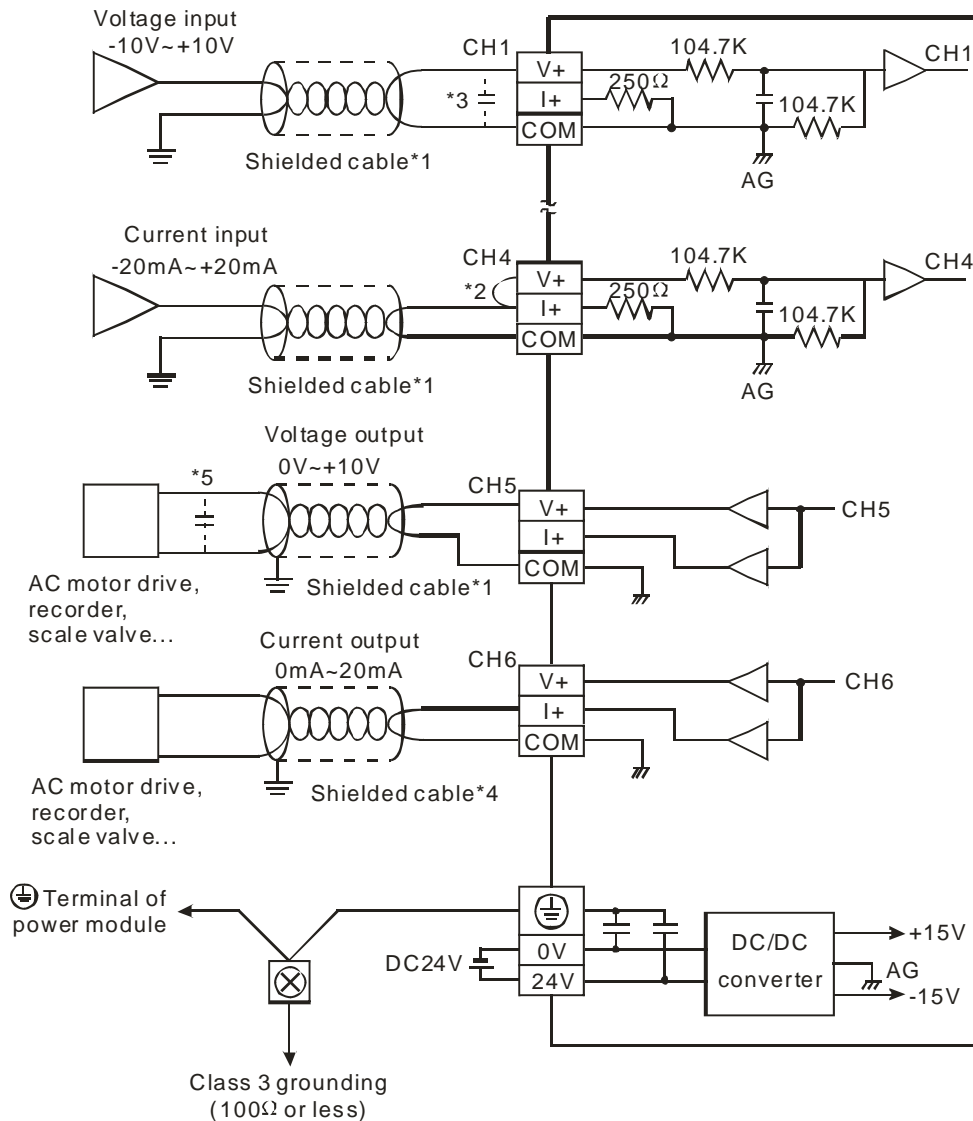 Voltage input
-10V~+10V
CH1
V+
I+
COM
*3
104.7K
250Ω
104.7K
CH1
AG
Shielded cable*1
Current input
-20mA~+20mA
CH4
V+
I+
COM
*2
104.7K
250Ω
104.7K
CH4
AG
Shielded cable*1
Voltage output
0V~+10V
*5
CH5
V+
I+
COM
CH5
AC motor drive,
recorder,
scale valve...
Shielded cable*1
Current output
0mA~20mA
CH6
V+
I+
COM
CH6
AC motor drive,
recorder,
scale valve...
Shielded cable*4
Terminal of
power module
DC24V
0V
24V
DC/DC
converter
+15V
AG
-15V
Class 3 grounding
(100Ω or less)